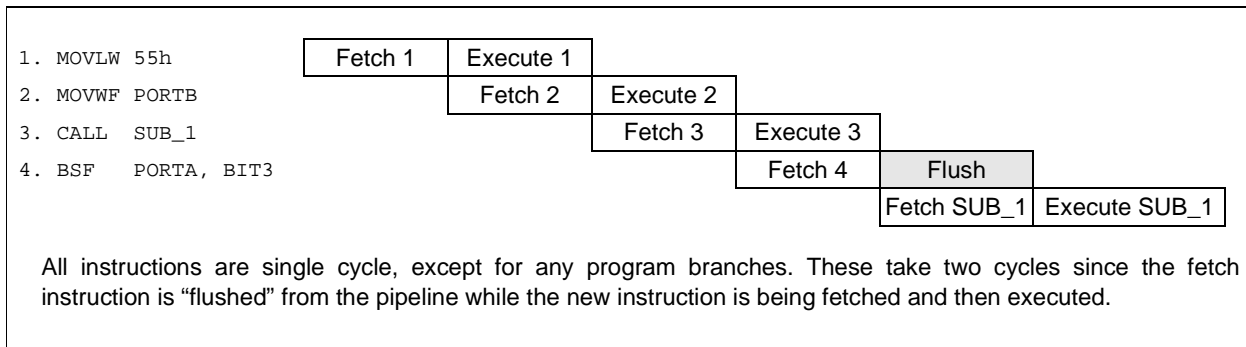 1. MOVLW 55h Fetch 1 Execute 1
2. MOVWF PORTB Fetch 2 Execute 2
3. CALL SUB_1 Fetch 3 Execute 3
4. BSF PORTA, BIT3 Fetch 4 Flush
Fetch SUB_1 Execute SUB_1
All instructions are single cycle, except for any program branches. These take two cycles since the fetch
instruction is “flushed” from the pipeline while the new instruction is being fetched and then executed.